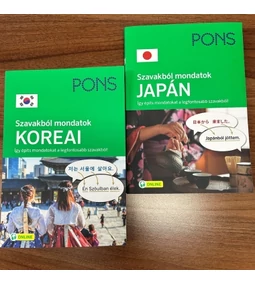 PONS
Szavakból mondatok
KOREAI
Így építs mondatokat a legfontosabb szavakból!
저는 서울에 살아요.
Én Szöulban élek.
ONLINE
PONS
Szavakból mondatok
JAPÁN
Így építs mondatokat a legfontosabb szavakból!
日本から 来ました。
Japánból jöttem.
ONLINE